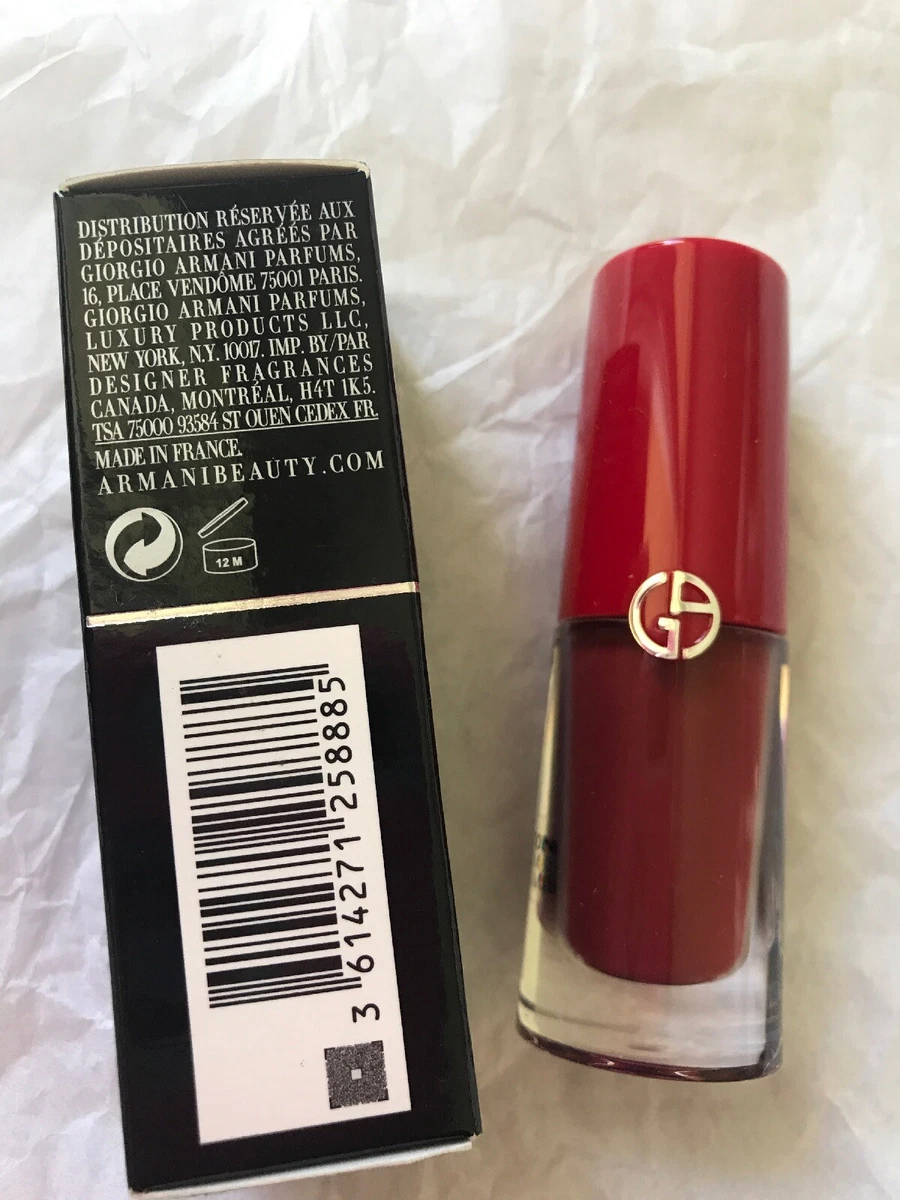 DISTRIBUTION RÉSERVÉE AUX
DÉPOSITAIRES AGRÉÉS PAR
GIORGIO ARMANI PARFUMS,
16, PLACE VENDÔME 75001 PARIS.
GIORGIO ARMANI PARFUMS,
LUXURY PRODUCTS LLC,
NEW YORK, N.Y. 10017. IMP. BY/PAR
DESIGNER FRAGRANCES
CANADA, MONTRÉAL, H4T 1K5.
TSA 75000 93584 ST OUEN CEDEX FR.
MADE IN FRANCE.
ARMANIBEAUTY.COM
12 M
3 614271 258885
GA